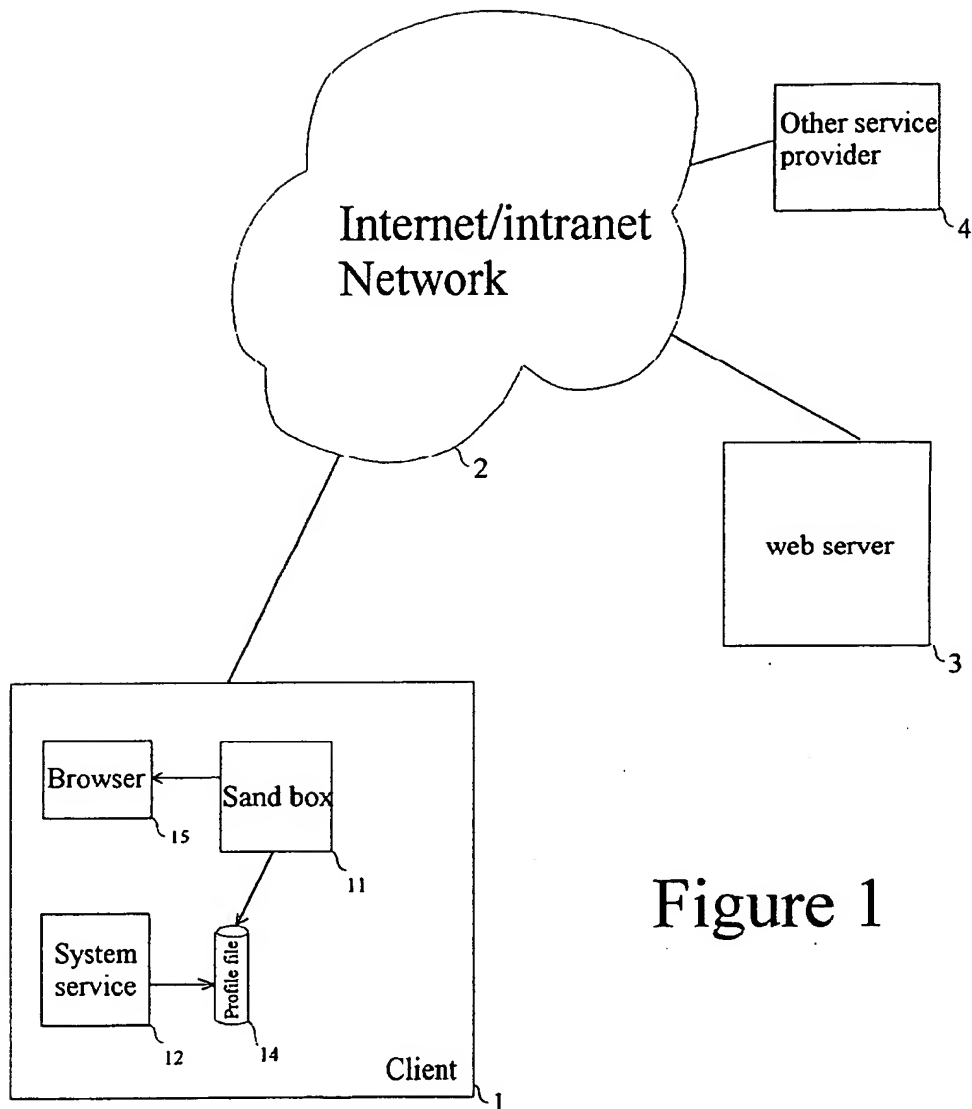 Other service
provider
4
Internet/intranet
Network
2
web server
3
Browser
15
Sand box
11
System
service
12
Profile file
14
Client
1
Figure 1